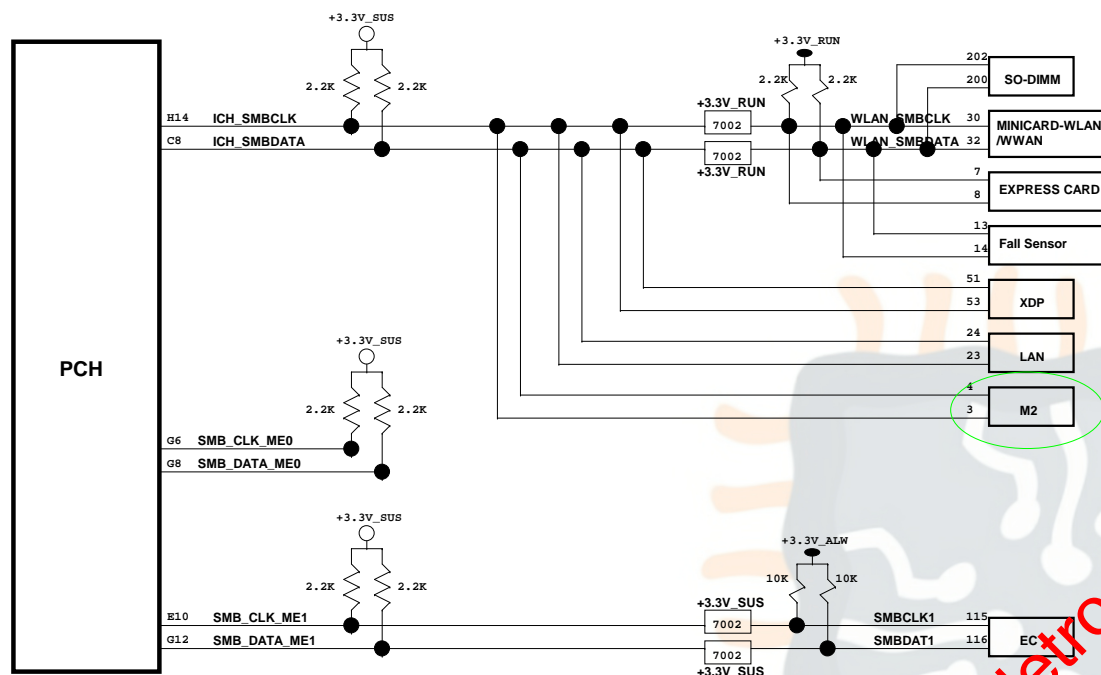 +3.3V_SUS
2.2K
2.2K
+3.3V_RUN
2.2K
2.2K
202
200
SO-DIMM
H14
ICH_SMBCLK
+3.3V_RUN
7002
WLAN_SMBCLK
30
C8
ICH_SMBDATA
7002
+3.3V_RUN
WLAN_SMBDATA
32
MINICARD-WLAN
/WWAN
7
8
EXPRESS CARD
13
14
Fall Sensor
51
53
XDP
24
23
LAN
4
3
M2
PCH
+3.3V_SUS
2.2K
2.2K
G6
SMB_CLK_ME0
G8
SMB_DATA_ME0
+3.3V_SUS
2.2K
2.2K
+3.3V_ALW
10K
10K
E10
SMB_CLK_ME1
+3.3V_SUS
7002
SMBCLK1
115
G12
SMB_DATA_ME1
7002
+3.3V_SUS
SMBDAT1
116
EC
etro